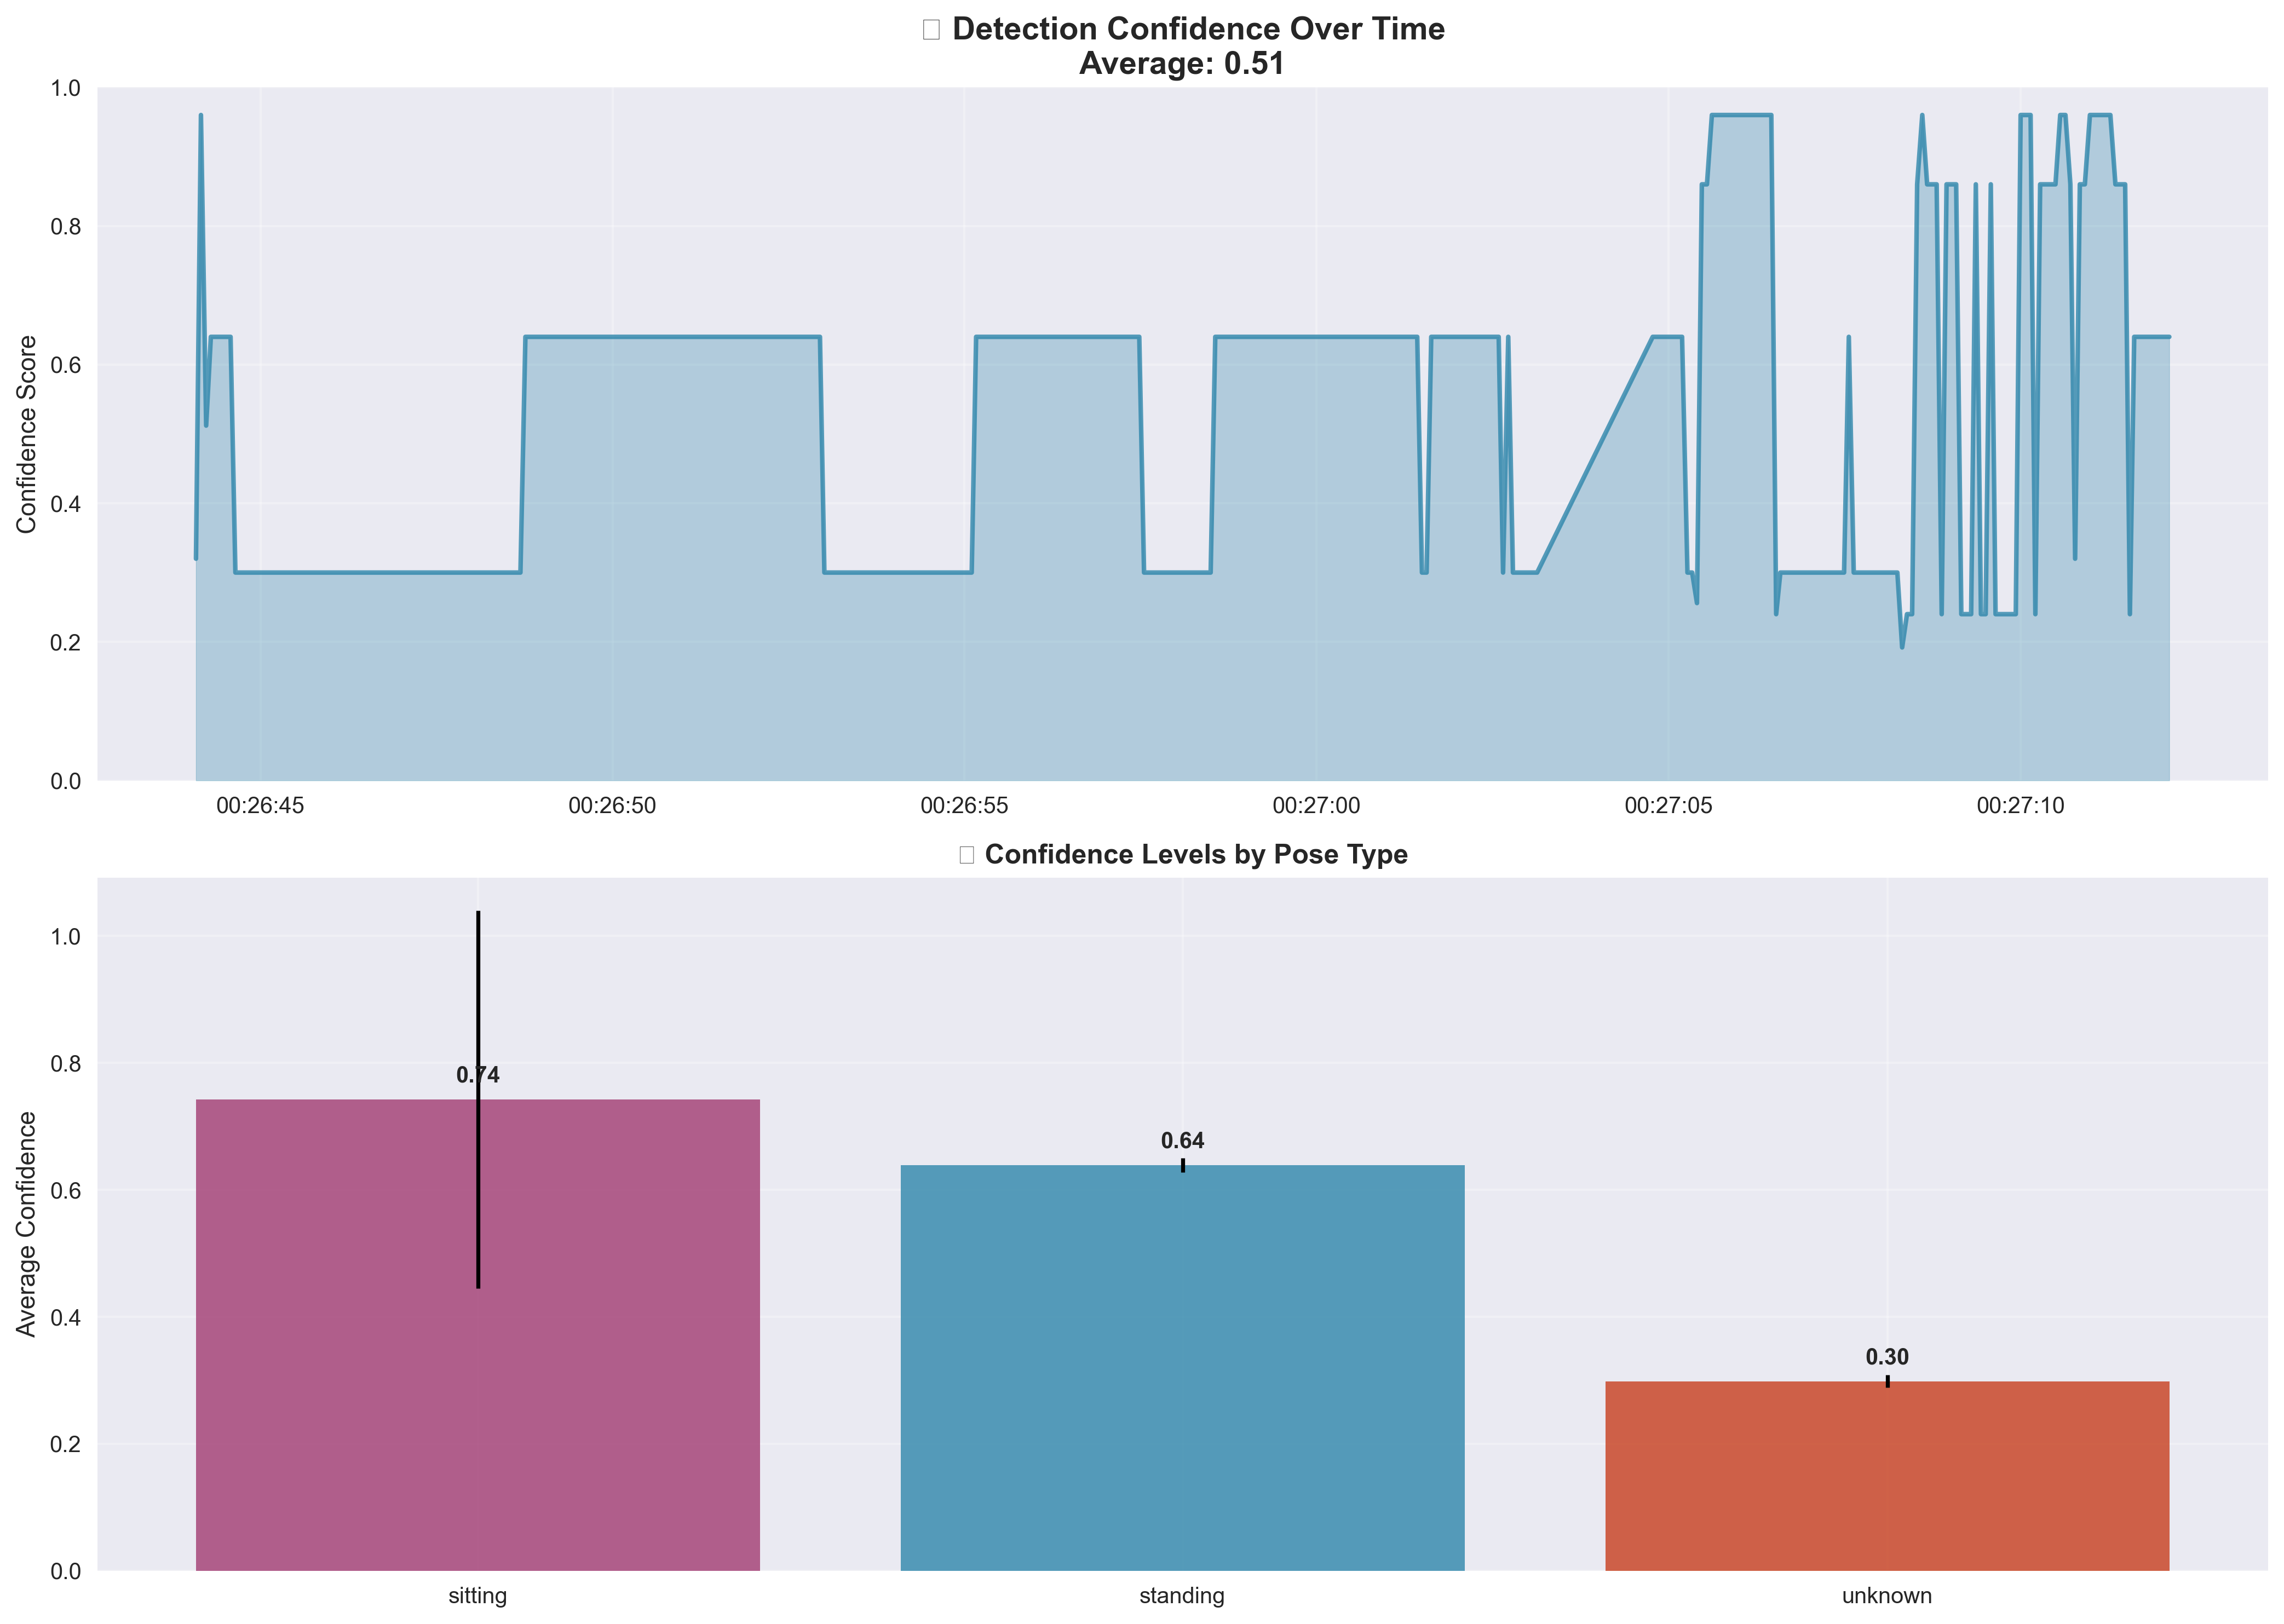 Detection Confidence Over Time
Average: 0.51
Confidence Score
1.0
0.8
0.6
0.4
0.2
0.0
00:26:45
00:26:50
00:26:55
00:27:00
00:27:05
00:27:10
Confidence Levels by Pose Type
Average Confidence
1.0
0.8
0.6
0.4
0.2
0.0
0.74
0.64
0.30
sitting
standing
unknown